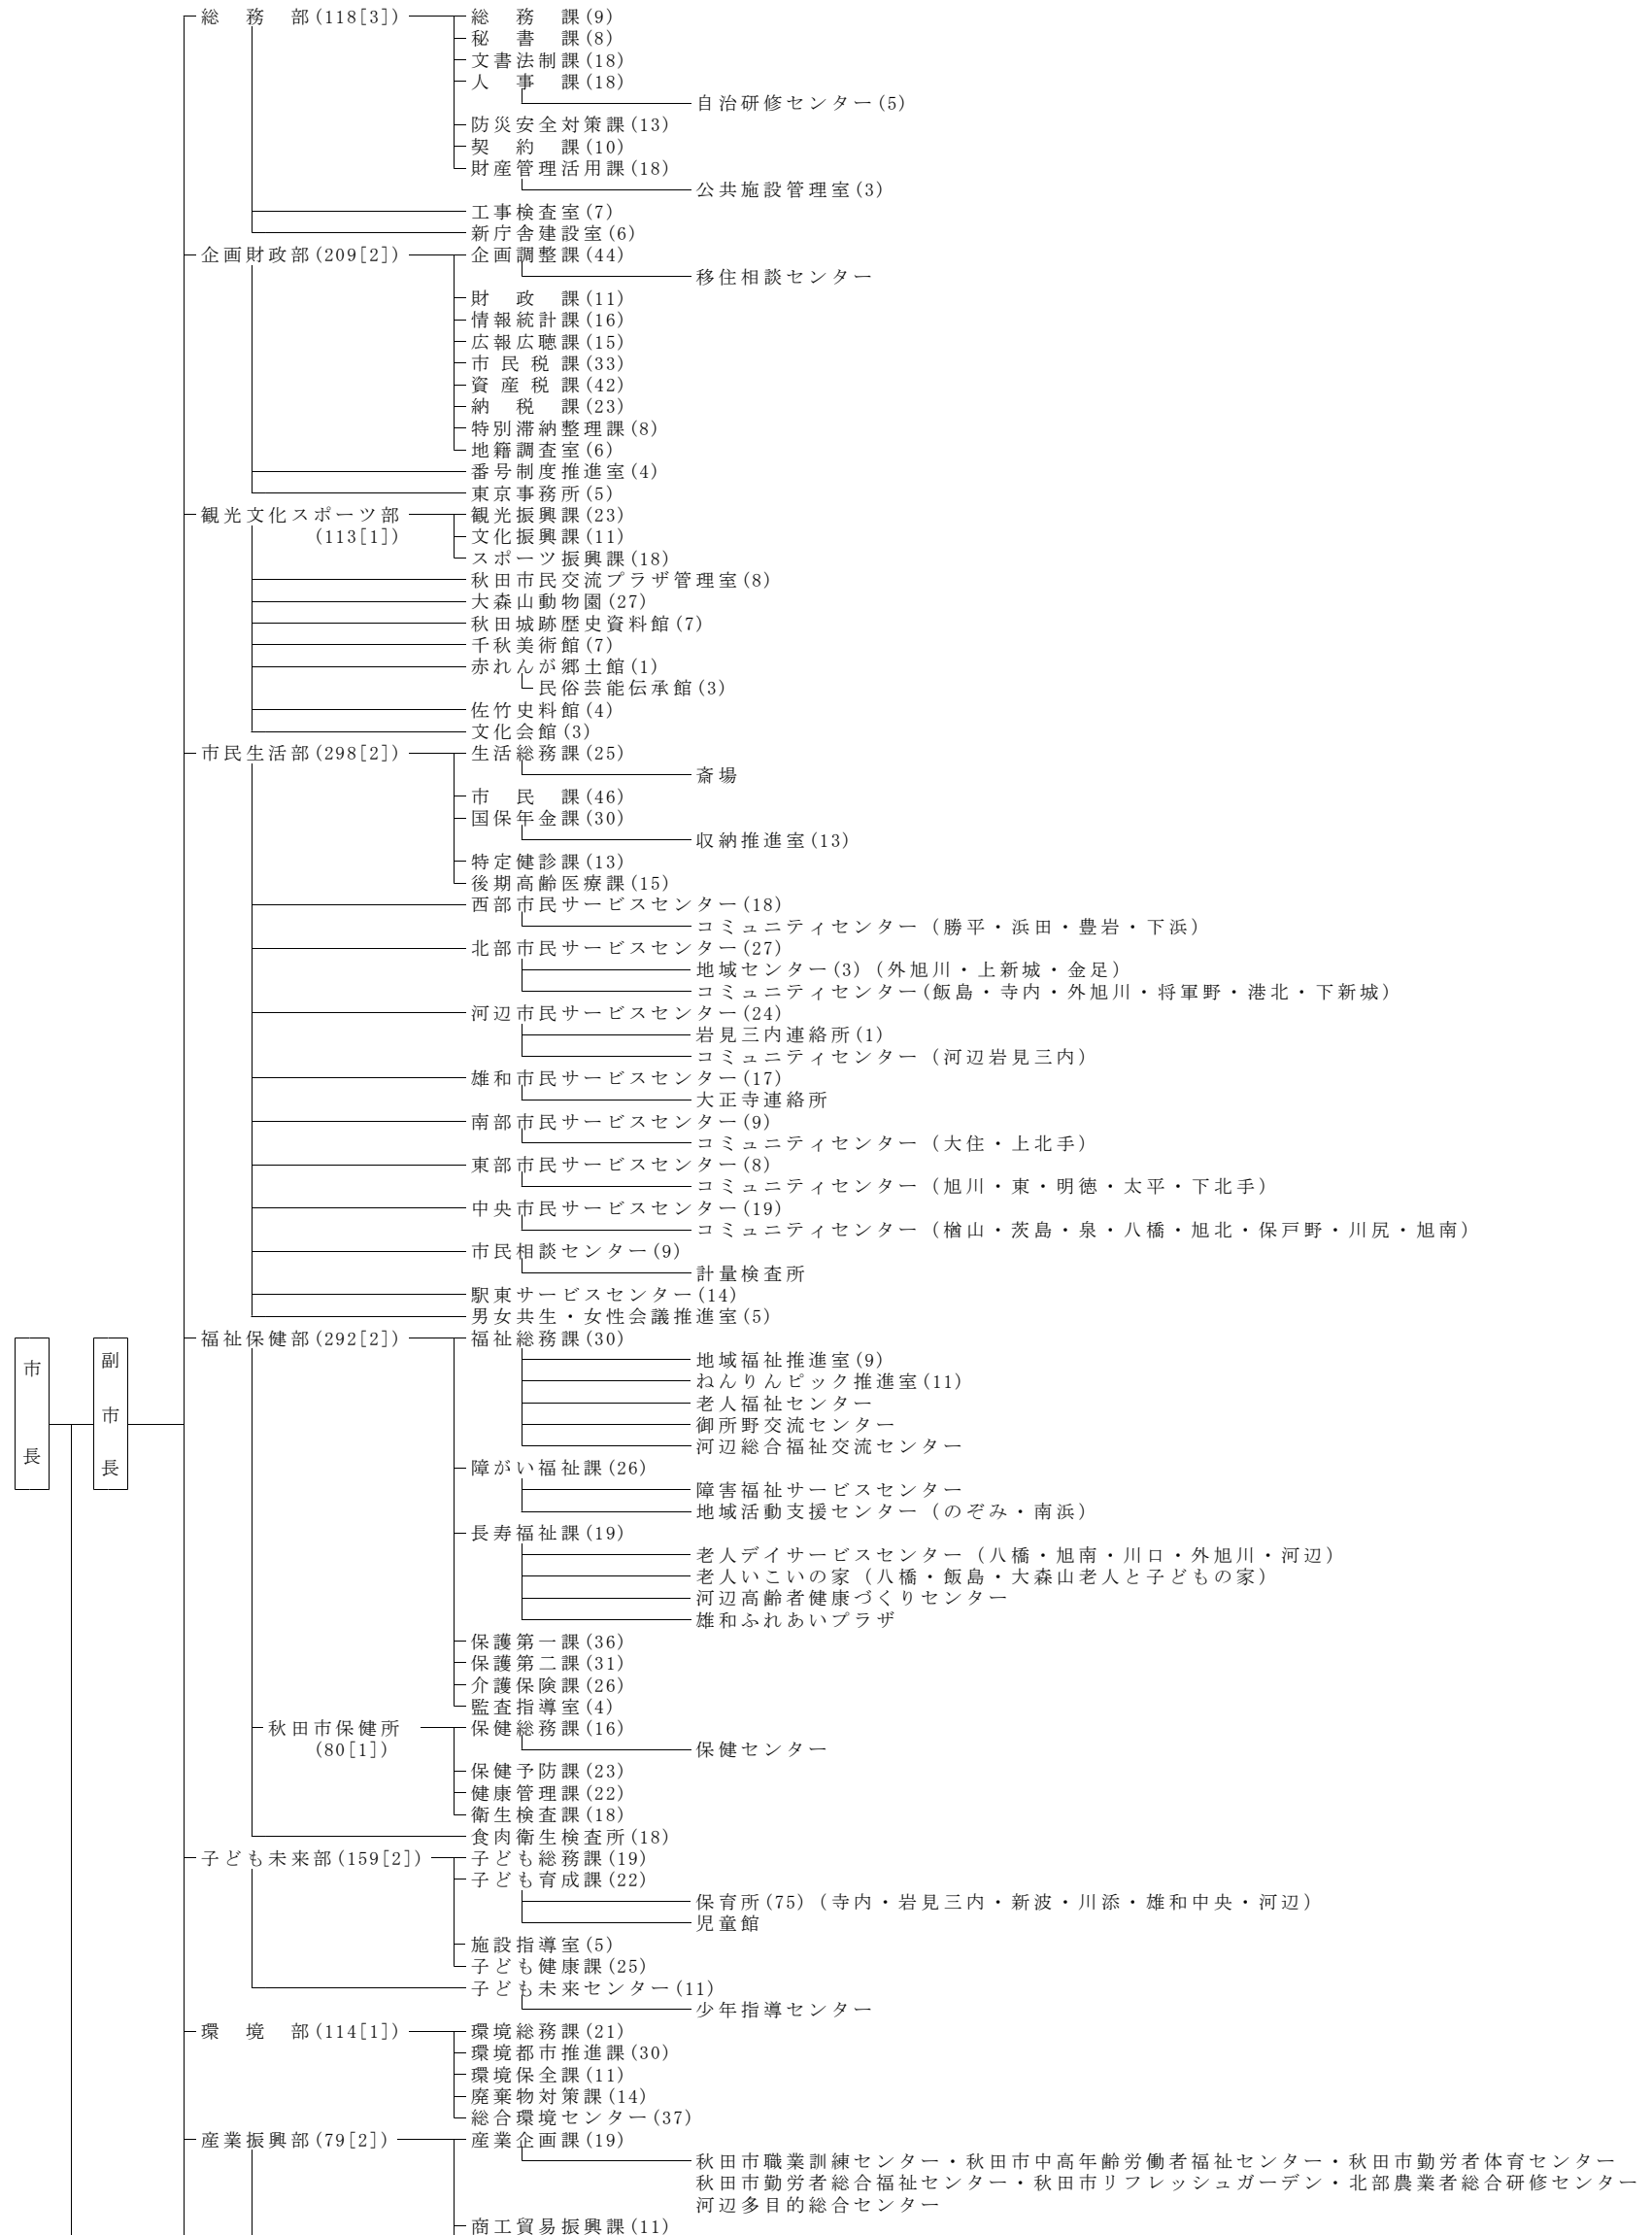 総　務　部(118[3])　総　務　課(9)
秘　書　課(8)
文書法制課(18)
人　事　課(18)
自治研修センター(5)
防災安全対策課(13)
契　約　課(10)
財産管理活用課(18)
公共施設管理室(3)
工事検査室(7)
新庁舎建設室(6)
企画財政部(209[2])　企画調整課(44)
移住相談センター
財　政　課(11)
情報統計課(16)
広報広聴課(15)
市 民 税 課(33)
資 産 税 課(42)
納　税　課(23)
特別滞納整理課(8)
地籍調査室(6)
番号制度推進室(4)
東京事務所(5)
観光文化スポーツ部　観光振興課(23)
(113[1])　文化振興課(11)
スポーツ振興課(18)
秋田市民交流プラザ管理室(8)
大森山動物園(27)
秋田城跡歴史資料館(7)
千秋美術館(7)
赤れんが郷土館(1)
民俗芸能伝承館(3)
佐竹史料館(4)
文化会館(3)
市民生活部(298[2])　生活総務課(25)
斎場
市　民　課(46)
国保年金課(30)
収納推進室(13)
特定健診課(13)
後期高齢医療課(15)
西部市民サービスセンター(18)
コミュニティセンター（勝平・浜田・豊岩・下浜）
北部市民サービスセンター(27)
地域センター(3)（外旭川・上新城・金足）
コミュニティセンター(飯島・寺内・外旭川・将軍野・港北・下新城）
河辺市民サービスセンター(24)
岩見三内連絡所(1)
コミュニティセンター（河辺岩見三内）
雄和市民サービスセンター(17)
大正寺連絡所
南部市民サービスセンター(9)
コミュニティセンター（大住・上北手）
東部市民サービスセンター(8)
コミュニティセンター（旭川・東・明徳・太平・下北手）
中央市民サービスセンター(19)
コミュニティセンター（楢山・茨島・泉・八橋・旭北・保戸野・川尻・旭南）
市民相談センター(9)
計量検査所
駅東サービスセンター(14)
男女共生・女性会議推進室(5)
市長
副市長
福祉保健部(292[2])　福祉総務課(30)
地域福祉推進室(9)
ねんりんピック推進室(11)
老人福祉センター
御所野交流センター
河辺総合福祉交流センター
障がい福祉課(26)
障害福祉サービスセンター
地域活動支援センター（のぞみ・南浜）
長寿福祉課(19)
老人デイサービスセンター（八橋・旭南・川口・外旭川・河辺）
老人いこいの家（八橋・飯島・大森山老人と子どもの家）
河辺高齢者健康づくりセンター
雄和ふれあいプラザ
保護第一課(36)
保護第二課(31)
介護保険課(26)
監査指導室(4)
秋田市保健所　保健総務課(16)
(80[1])　保健センター
保健予防課(23)
健康管理課(22)
衛生検査課(18)
食肉衛生検査所(18)
子ども未来部(159[2])　子ども総務課(19)
子ども育成課(22)
保育所(75)（寺内・岩見三内・新波・川添・雄和中央・河辺）
児童館
施設指導室(5)
子ども健康課(25)
子ども未来センター(11)
少年指導センター
環　境　部(114[1])　環境総務課(21)
環境都市推進課(30)
環境保全課(11)
廃棄物対策課(14)
総合環境センター(37)
産業振興部(79[2])　産業企画課(19)
秋田市職業訓練センター・秋田市中高年齢労働者福祉センター・秋田市勤労者体育センター
秋田市勤労者総合福祉センター・秋田市リフレッシュガーデン・北部農業者総合研修センター
河辺多目的総合センター
商工貿易振興課(11)